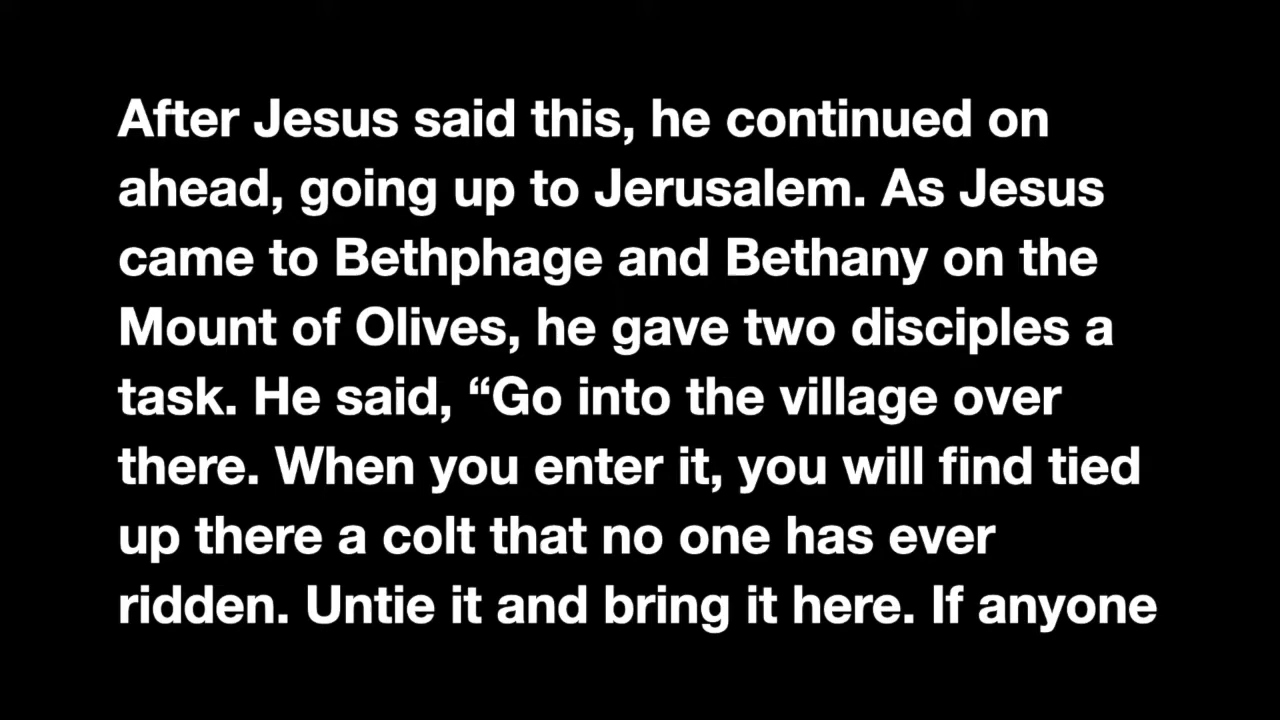 After Jesus said this, he continued on
ahead, going up to Jerusalem. As Jesus
came to Bethphage and Bethany on the
Mount of Olives, he gave two disciples a
task. He said, “Go into the village over
there. When you enter it, you will find tied
up there a colt that no one has ever
ridden. Untie it and bring it here. If anyone